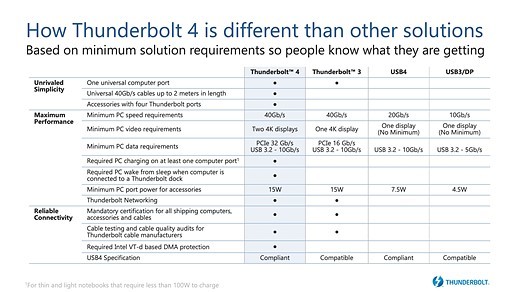 How Thunderbolt 4 is different than other solutions
Based on minimum solution requirements so people know what they are getting
Thunderbolt™ 4 Thunderbolt™ 3 USB4 USB3/DP
Unrivaled Simplicity One universal computer port ● ●
Universal 40Gb/s cables up to 2 meters in length ●
Accessories with four Thunderbolt ports ●
Maximum Performance Minimum PC speed requirements 40Gb/s 40Gb/s 20Gb/s 10Gb/s
Minimum PC video requirements Two 4K displays One 4K display One display (No Minimum) One display (No Minimum)
Minimum PC data requirements PCIe 32 Gb/s USB 3.2 - 10Gb/s PCIe 16 Gb/s USB 3.2 - 10Gb/s USB 3.2 - 10Gb/s USB 3.2 - 5Gb/s
Required PC charging on at least one computer port¹ ●
Required PC wake from sleep when computer is connected to a Thunderbolt dock ●
Minimum PC port power for accessories 15W 15W 7.5W 4.5W
Thunderbolt Networking ● ●
Reliable Connectivity Mandatory certification for all shipping computers, accessories and cables ● ●
Cable testing and cable quality audits for Thunderbolt cable manufacturers ● ●
Required Intel VT-d based DMA protection ●
USB4 Specification Compliant Compatible Compliant Compatible
¹For thin and light notebooks that require less than 100W to charge
THUNDERBOLT.